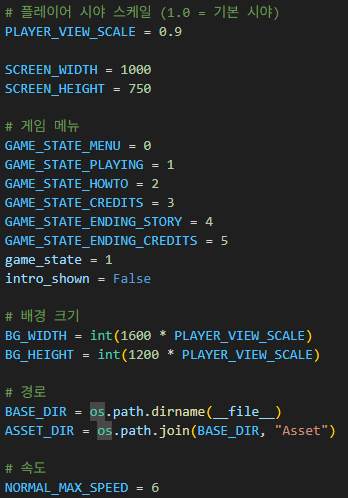 # 플레이어 시야 스케일 (1.0 = 기본 시야)
PLAYER_VIEW_SCALE = 0.9
SCREEN_WIDTH = 1000
SCREEN_HEIGHT = 750
# 게임 메뉴
GAME_STATE_MENU = 0
GAME_STATE_PLAYING = 1
GAME_STATE_HOWTO = 2
GAME_STATE_CREDITS = 3
GAME_STATE_ENDING_STORY = 4
GAME_STATE_ENDING_CREDITS = 5
game_state = 1
intro_shown = False
# 배경 크기
BG_WIDTH = int(1600 * PLAYER_VIEW_SCALE)
BG_HEIGHT = int(1200 * PLAYER_VIEW_SCALE)
# 경로
BASE_DIR = os.path.dirname(__file__)
ASSET_DIR = os.path.join(BASE_DIR, "Asset")
# 속도
NORMAL_MAX_SPEED = 6